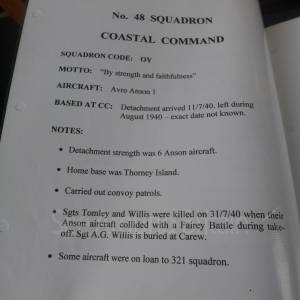 No. 48 SQUADRON
COASTAL COMMAND
SQUADRON CODE: OY
MOTTO: "By strength and faithfulness"
AIRCRAFT: Avro Anson 1
BASED AT CC: Detachment arrived 11/7/40, left during
August 1940 – exact date not known.
NOTES:
• Detachment strength was 6 Anson aircraft.
• Home base was Thorney Island.
• Carried out convoy patrols.
• Sgts Tomley and Willis were killed on 31/7/40 when their
Anson aircraft collided with a Fairey Battle during take-
off. Sgt A.G. Willis is buried at Carew.
• Some aircraft were on loan to 321 squadron.